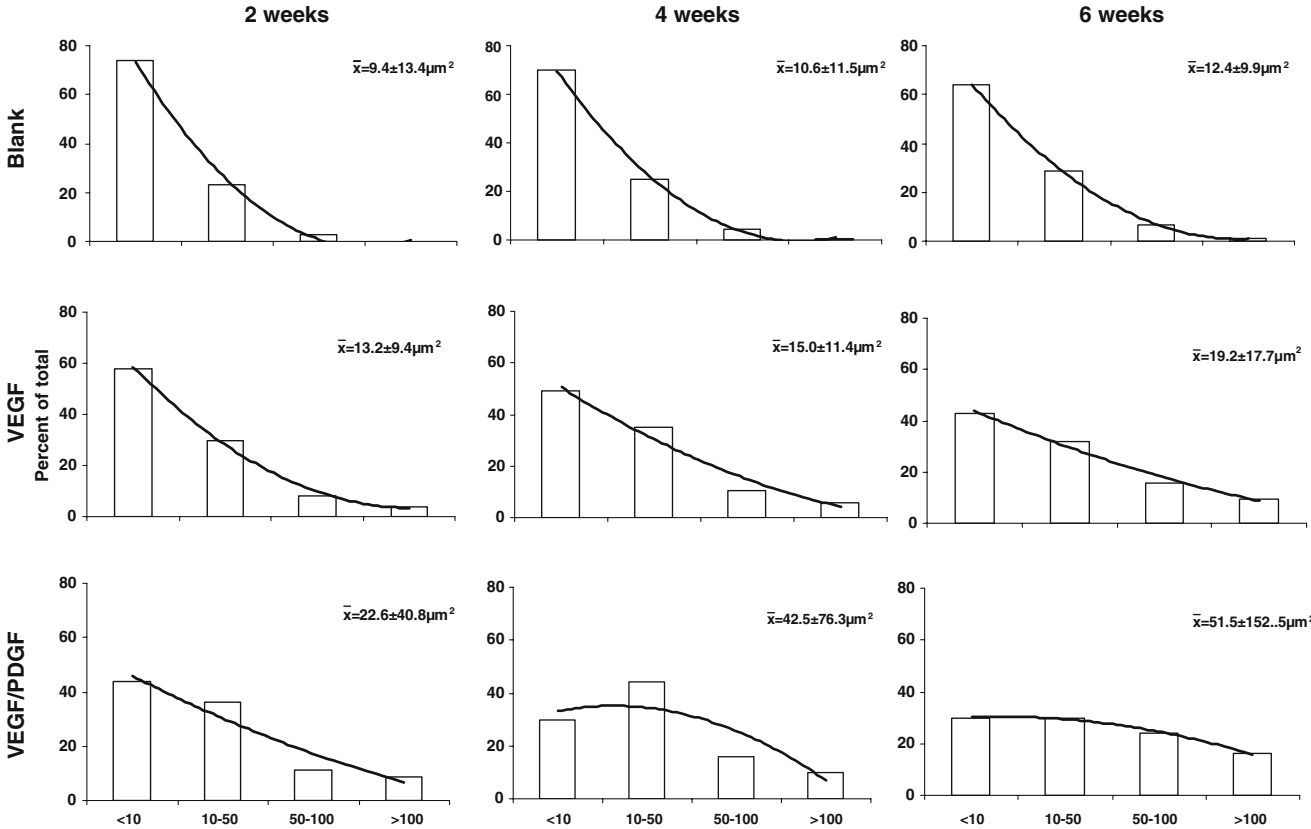 2 weeks 4 weeks 6 weeks
Blank
80
60
40
20
0
x̄=9.4±13.4µm²
80
60
40
20
0
x̄=10.6±11.5µm²
80
60
40
20
0
x̄=12.4±9.9µm²
VEGF
Percent of total
80
60
40
20
0
x̄=13.2±9.4µm²
80
60
40
20
0
x̄=15.0±11.4µm²
80
60
40
20
0
x̄=19.2±17.7µm²
VEGF/PDGF
80
60
40
20
0
x̄=22.6±40.8µm²
80
60
40
20
0
x̄=42.5±76.3µm²
80
60
40
20
0
x̄=51.5±152..5µm²
<10 10-50 50-100 >100
<10 10-50 50-100 >100
<10 10-50 50-100 >100